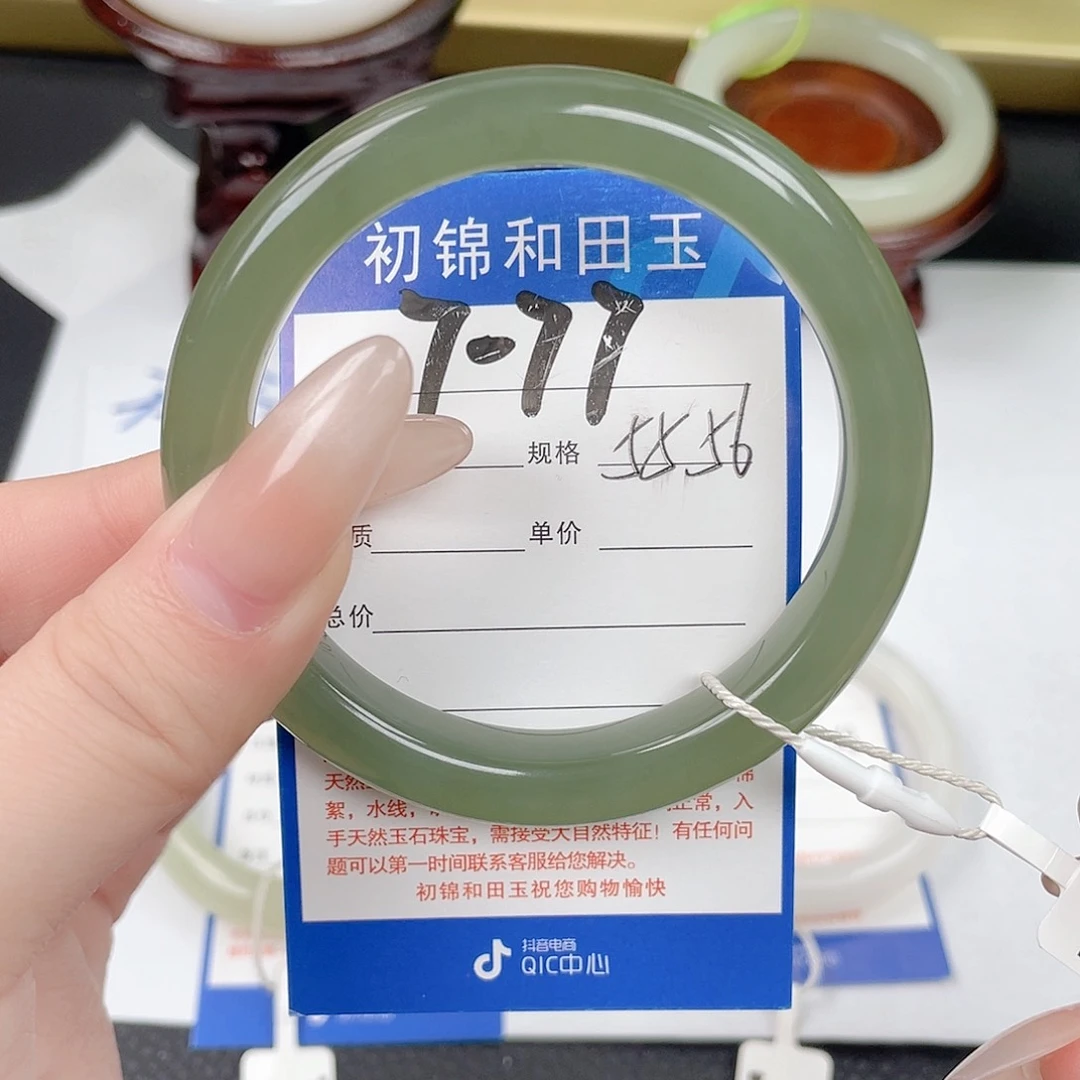 初锦和田玉
7-77
规格 55 56
质 单价
总价
天然
絮，水线， 正常，入
手天然玉石珠宝，需接受大自然特征！有任何问
题可以第一时间联系客服给您解决。
初锦和田玉祝您购物愉快
抖音电商
QIC中心